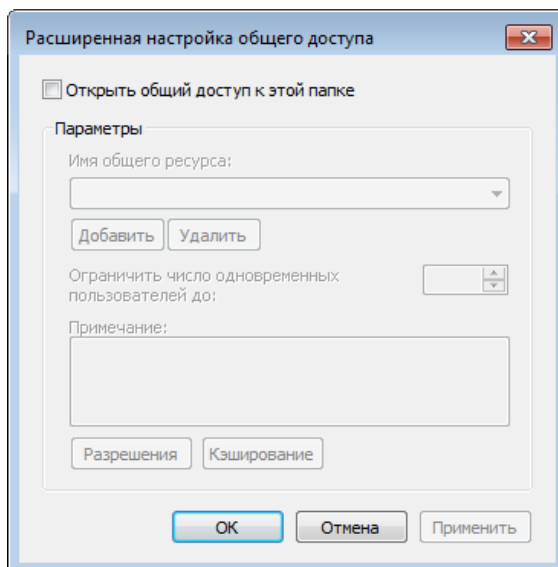 Расширенная настройка общего доступа
Открыть общий доступ к этой папке
Параметры
Имя общего ресурса:
Добавить Удалить
Ограничить число одновременных
пользователей до:
Примечание:
Разрешения Кэширование
ОК Отмена Применить